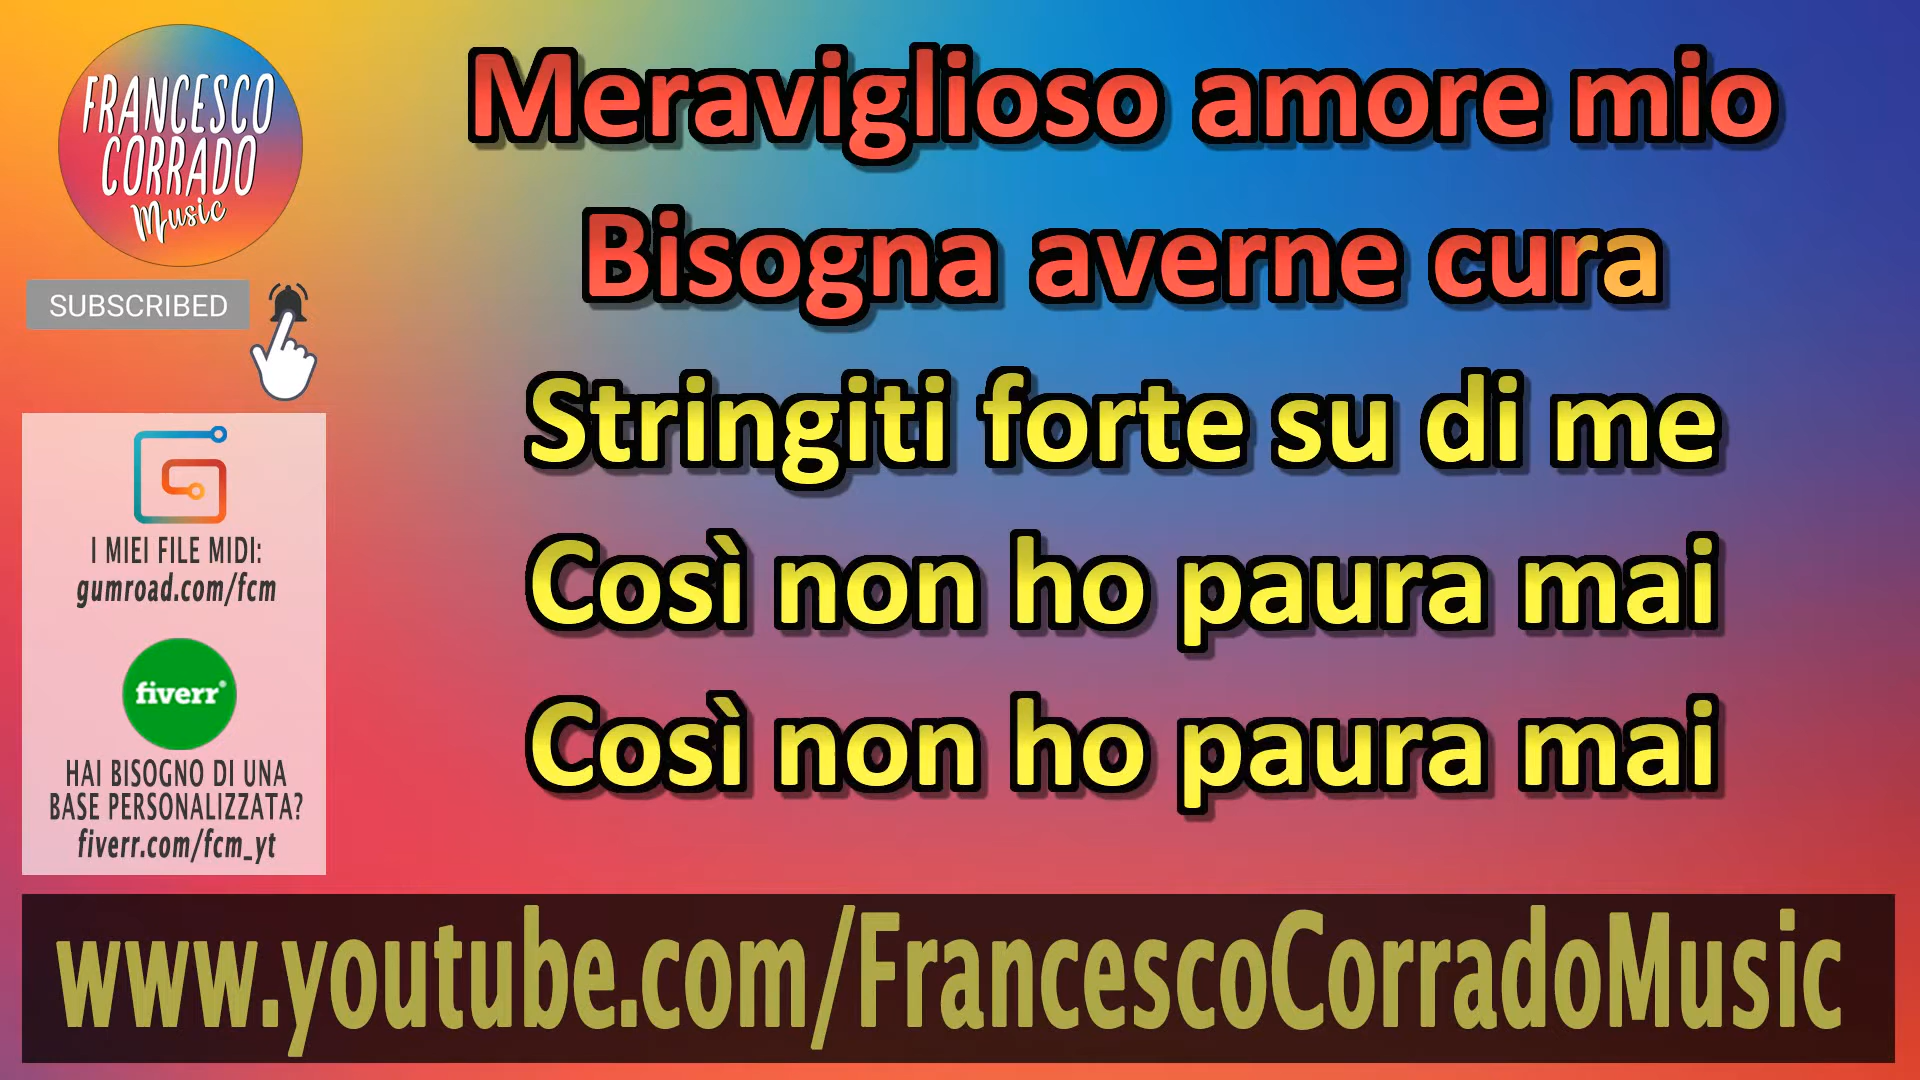 FRANCESCO
CORRADO
Music
SUBSCRIBED
I MIEI FILE MIDI:
gumroad.com/fcm
fiverr®
HAI BISOGNO DI UNA
BASE PERSONALIZZATA?
fiverr.com/fcm_yt
Meraviglioso amore mio
Bisogna averne cura
Stringiti forte su di me
Così non ho paura mai
Così non ho paura mai
www.youtube.com/FrancescoCorradoMusic